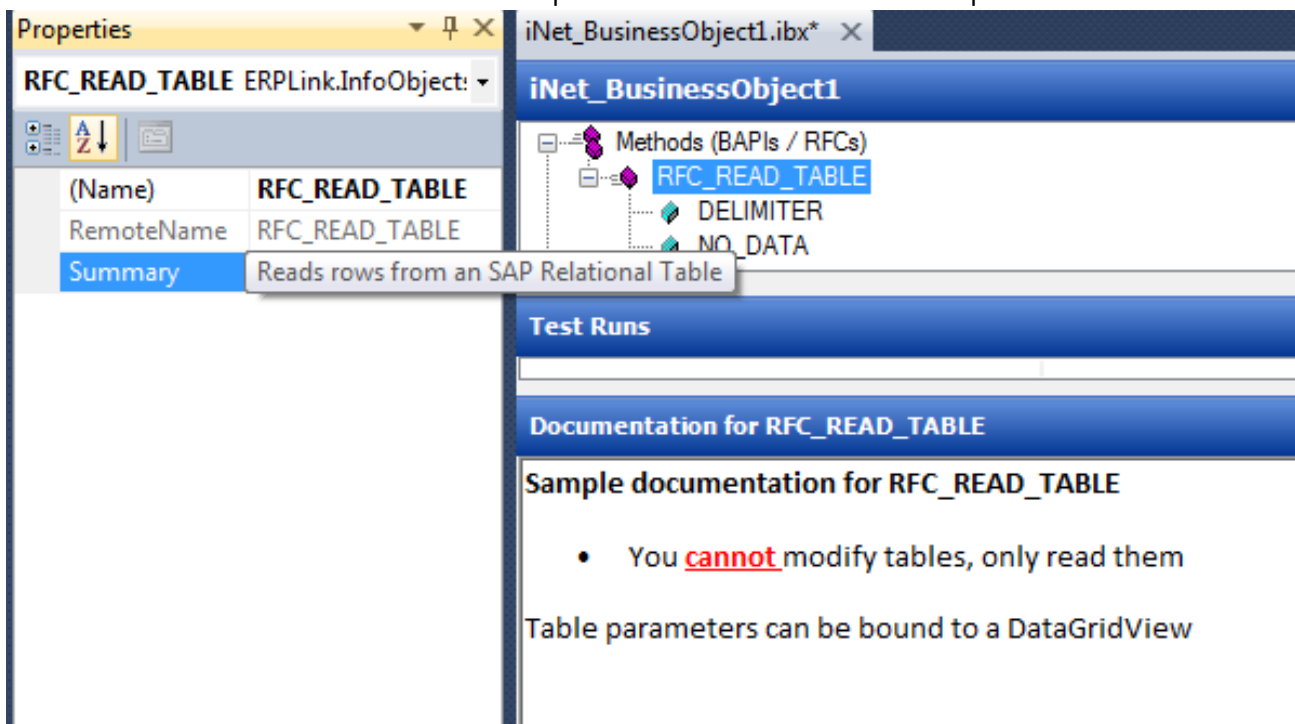 Properties
RFC_READ_TABLE ERPLink.InfoObject
(Name) RFC_READ_TABLE
RemoteName RFC_READ_TABLE
Summary Reads rows from an SAP Relational Table
iNet_BusinessObject1.ibx*
iNet_BusinessObject1
Methods (BAPIs / RFCs)
RFC_READ_TABLE
DELIMITER
NO_DATA
Test Runs
Documentation for RFC_READ_TABLE
Sample documentation for RFC_READ_TABLE
• You cannot modify tables, only read them
Table parameters can be bound to a DataGridView